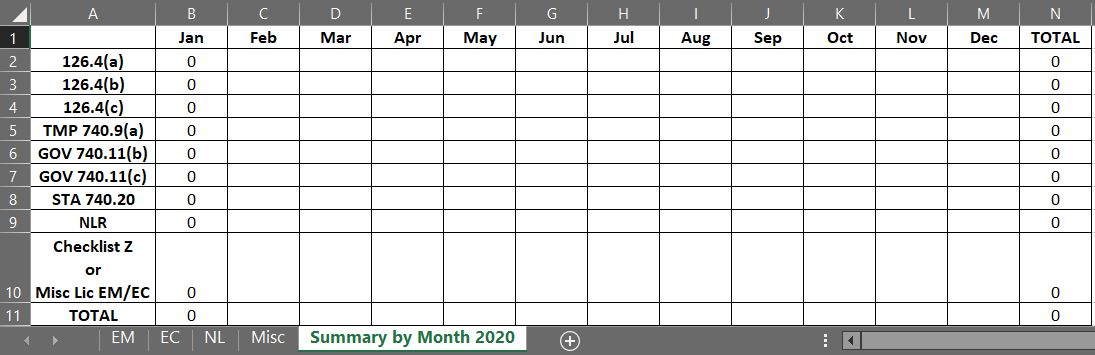 A B C D E F G H I J K L M N
1 Jan Feb Mar Apr May Jun Jul Aug Sep Oct Nov Dec TOTAL
2 126.4(a) 0 0
3 126.4(b) 0 0
4 126.4(c) 0 0
5 TMP 740.9(a) 0 0
6 GOV 740.11(b) 0 0
7 GOV 740.11(c) 0 0
8 STA 740.20 0 0
9 NLR 0 0
Checklist Z
or
10 Misc Lic EM/EC 0 0
11 TOTAL 0 0
EM EC NL Misc Summary by Month 2020